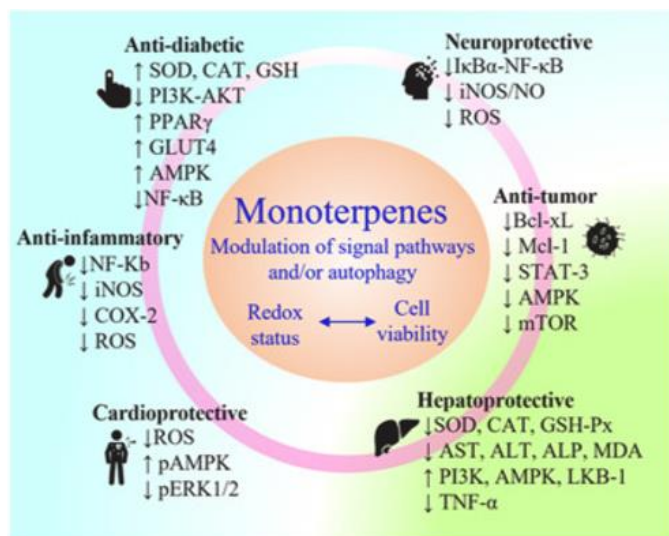 Anti-diabetic
↑ SOD, CAT, GSH
↓ PI3K-AKT
↑ PPARγ
↑ GLUT4
↑ AMPK
↓NF-κB
Neuroprotective
↓IκBα-NF-κB
↓ iNOS/NO
↓ ROS
Monoterpenes
Modulation of signal pathways
and/or autophagy
Redox
status
Cell
viability
Anti-tumor
↓Bcl-xL
↓ Mcl-1
↓ STAT-3
↓ AMPK
↓ mTOR
Anti-infammatory
↓NF-Kb
↓ iNOS
↓ COX-2
↓ ROS
Cardioprotective
↓ROS
↑ pAMPK
↓ pERK1/2
Hepatoprotective
↓SOD, CAT, GSH-Px
↓ AST, ALT, ALP, MDA
↑ PI3K, AMPK, LKB-1
↓ TNF-α